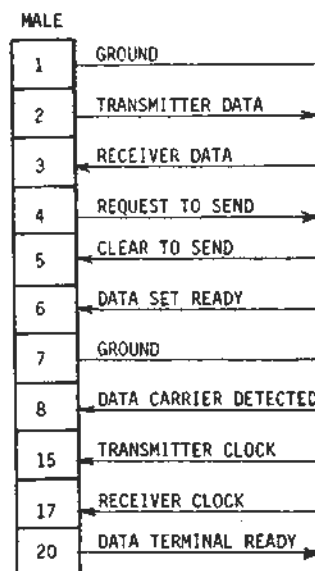 MALE
1 GROUND
2 TRANSMITTER DATA
3 RECEIVER DATA
4 REQUEST TO SEND
5 CLEAR TO SEND
6 DATA SET READY
7 GROUND
8 DATA CARRIER DETECTED
15 TRANSMITTER CLOCK
17 RECEIVER CLOCK
20 DATA TERMINAL READY